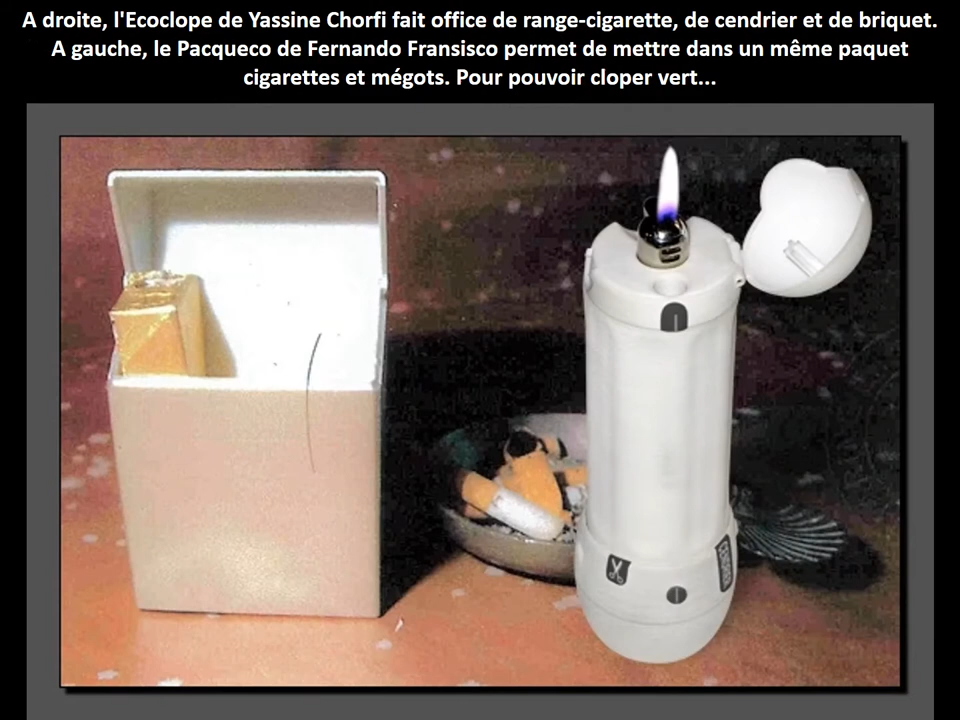 A droite, l'Ecoclope de Yassine Chorfi fait office de range-cigarette, de cendrier et de briquet.
A gauche, le Pacqueco de Fernando Fransisco permet de mettre dans un même paquet
cigarettes et mégots. Pour pouvoir cloper vert...